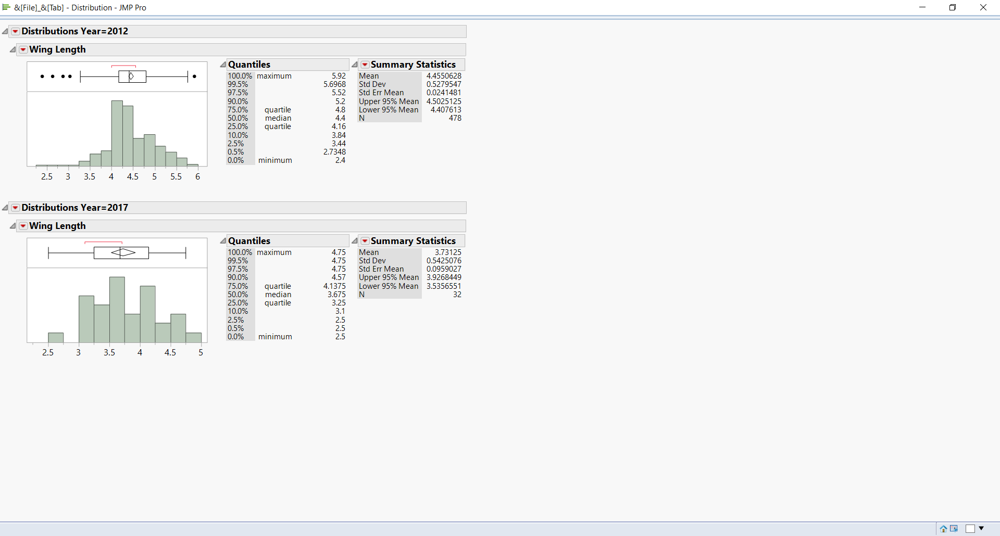 &[File]_&[Tab] - Distribution - JMP Pro
Distributions Year=2012
Wing Length
2.5 3 3.5 4 4.5 5 5.5 6
Quantiles
100.0% maximum 5.92
99.5% 5.6968
97.5% 5.52
90.0% 5.2
75.0% quartile 4.8
50.0% median 4.4
25.0% quartile 4.16
10.0% 3.84
2.5% 3.44
0.5% 2.7348
0.0% minimum 2.4
Summary Statistics
Mean 4.4550628
Std Dev 0.5279547
Std Err Mean 0.0241481
Upper 95% Mean 4.5025125
Lower 95% Mean 4.407613
N 478
Distributions Year=2017
Wing Length
2.5 3 3.5 4 4.5 5
Quantiles
100.0% maximum 4.75
99.5% 4.75
97.5% 4.75
90.0% 4.57
75.0% quartile 4.1375
50.0% median 3.675
25.0% quartile 3.25
10.0% 3.1
2.5% 2.5
0.5% 2.5
0.0% minimum 2.5
Summary Statistics
Mean 3.73125
Std Dev 0.5425076
Std Err Mean 0.0959027
Upper 95% Mean 3.9268449
Lower 95% Mean 3.5356551
N 32